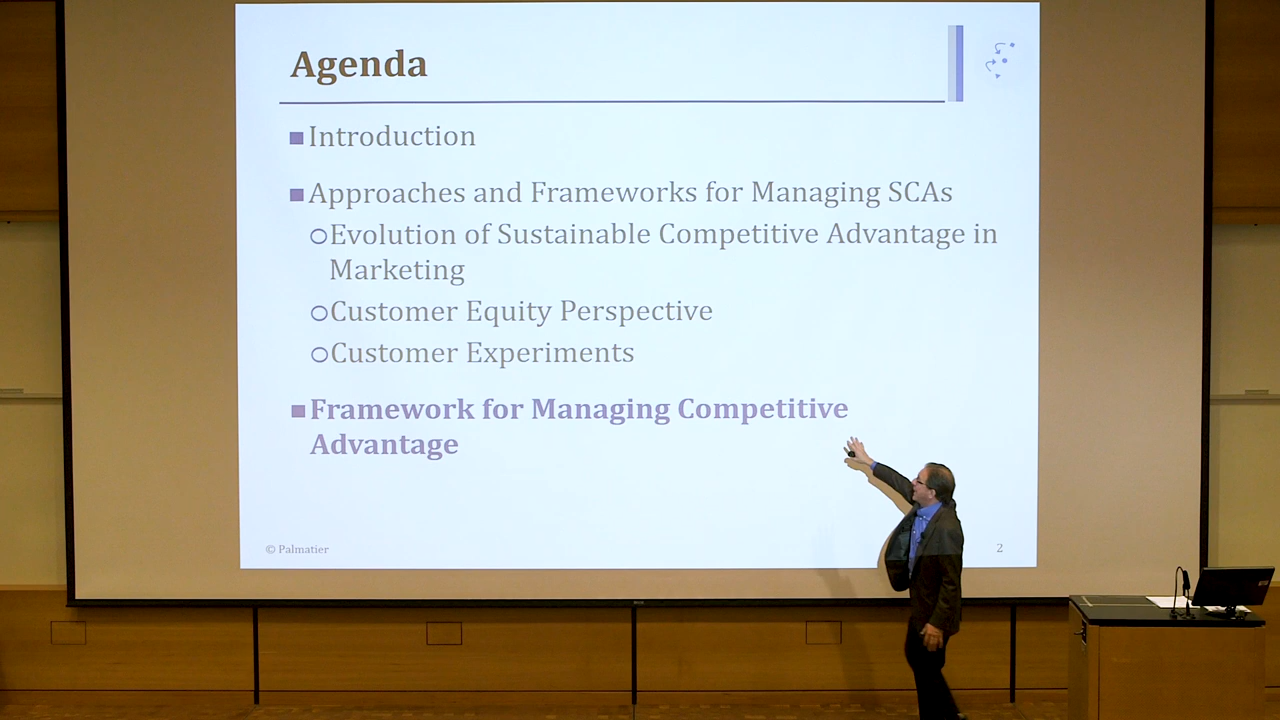 Agenda
Introduction
Approaches and Frameworks for Managing SCAs
Evolution of Sustainable Competitive Advantage in
Marketing
Customer Equity Perspective
Customer Experiments
Framework for Managing Competitive
Advantage
© Palmatier
2